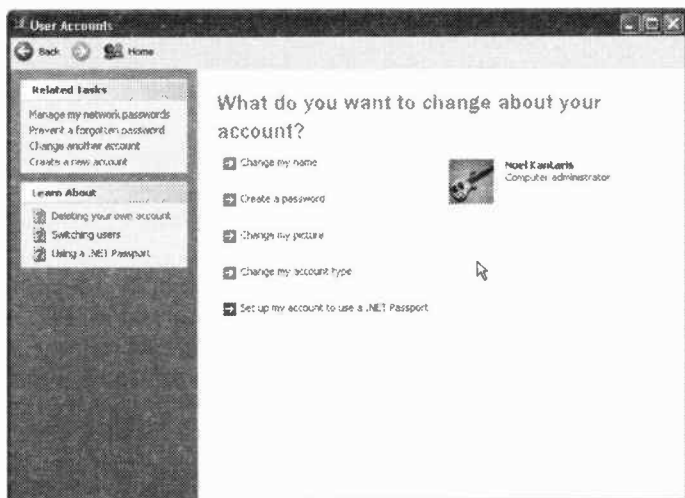 User Accounts
Back Home
Related Tasks
Manage my network passwords
Prevent a forgotten password
Change another account
Create a new account
Learn About
Deleting your own account
Switching users
Using a .NET Passport
What do you want to change about your
account?
Change my name
Create a password
Change my picture
Change my account type
Set up my account to use a .NET Passport
Noel Kantaris
Computer administrator